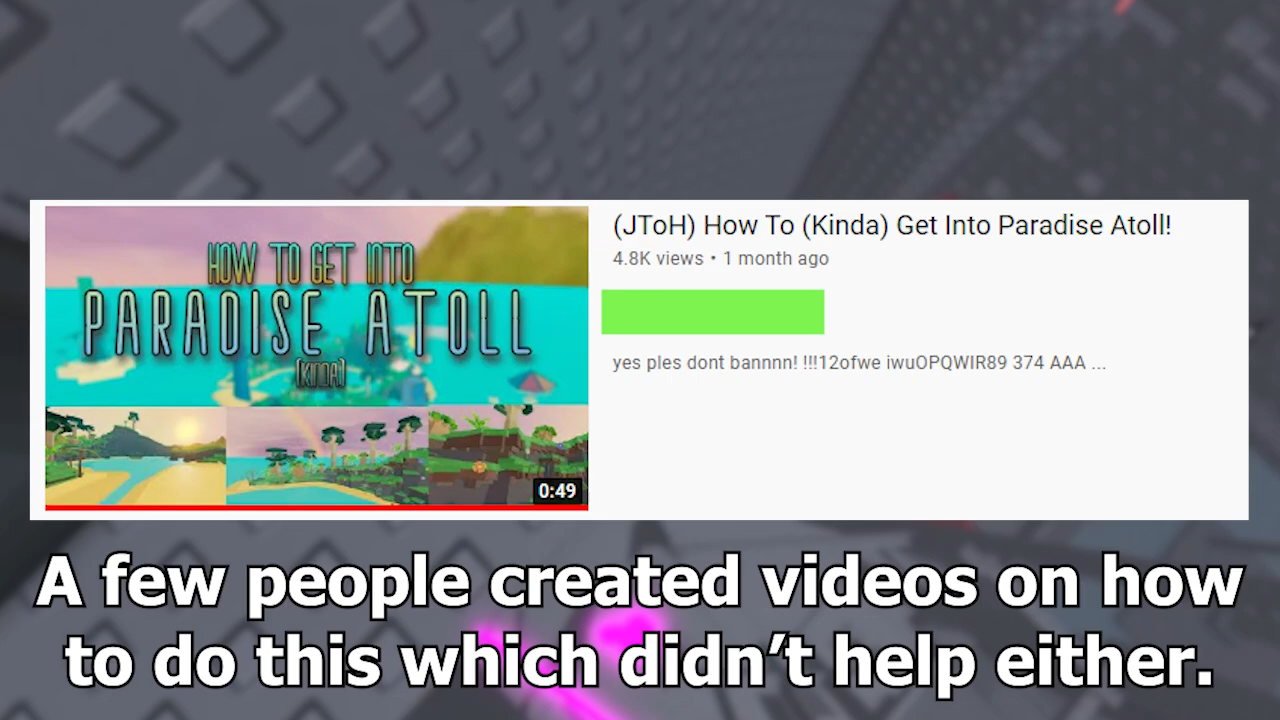 HOW TO GET INTO
PARADISE ATOLL
(KINDA)
0:49
(JToH) How To (Kinda) Get Into Paradise Atoll!
4.8K views • 1 month ago
yes ples dont bannnn! !!!12ofwe iwuOPQWIR89 374 AAA ...
A few people created videos on how
to do this which didn’t help either.